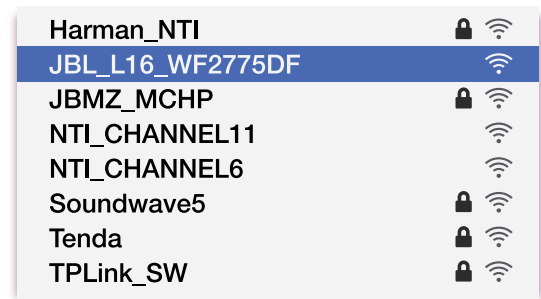 Harman_NTI
JBL_L16_WF2775DF
JBMZ_MCHP
NTI_CHANNEL11
NTI_CHANNEL6
Soundwave5
Tenda
TPLink_SW